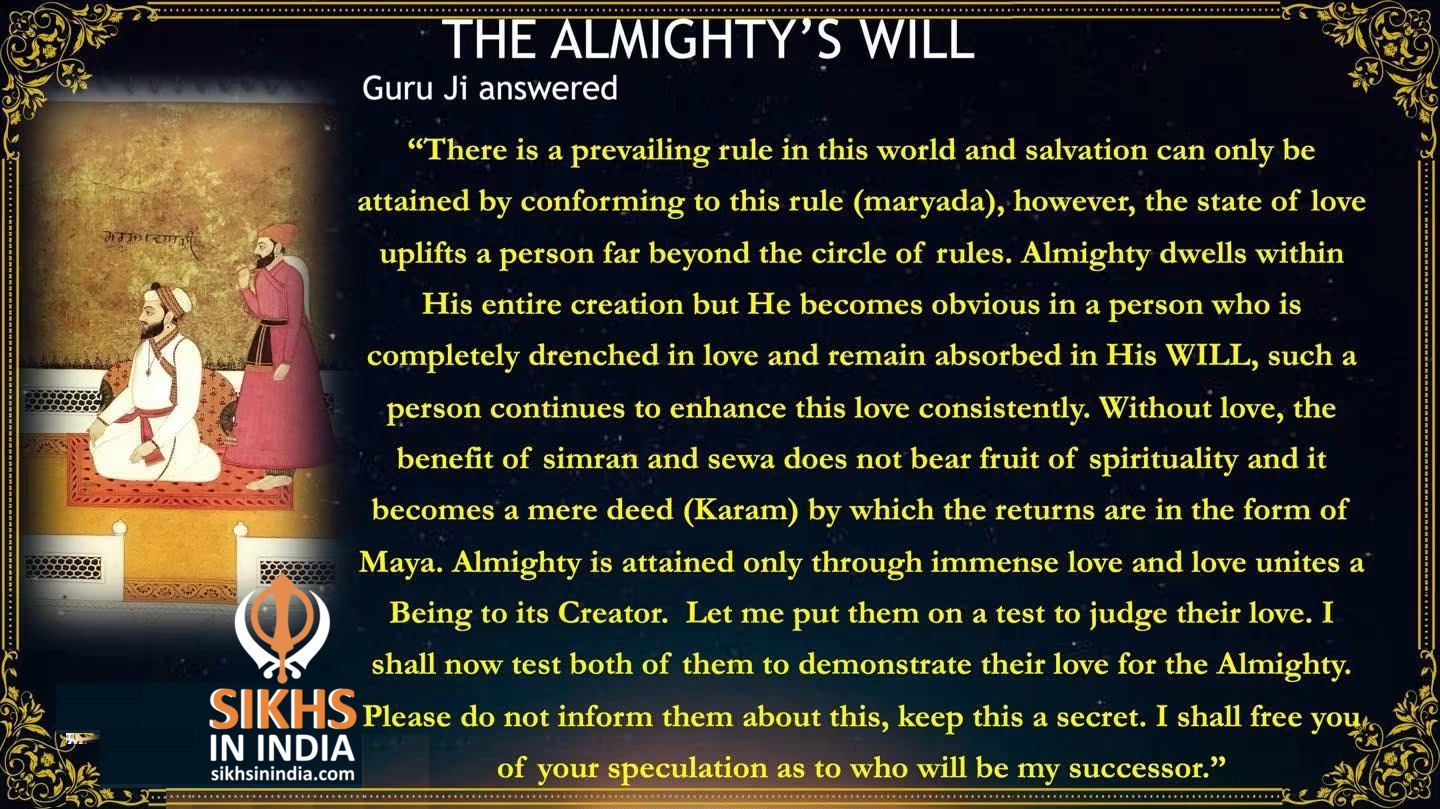 THE ALMIGHTY’S WILL
Guru Ji answered
“There is a prevailing rule in this world and salvation can only be
attained by conforming to this rule (maryada), however, the state of love
uplifts a person far beyond the circle of rules. Almighty dwells within
His entire creation but He becomes obvious in a person who is
completely drenched in love and remain absorbed in His WILL, such a
person continues to enhance this love consistently. Without love, the
benefit of simran and sewa does not bear fruit of spirituality and it
becomes a mere deed (Karam) by which the returns are in the form of
Maya. Almighty is attained only through immense love and love unites a
Being to its Creator. Let me put them on a test to judge their love. I
shall now test both of them to demonstrate their love for the Almighty.
Please do not inform them about this, keep this a secret. I shall free you
of your speculation as to who will be my successor.”
SIKHS
IN INDIA
sikhsinindia.com